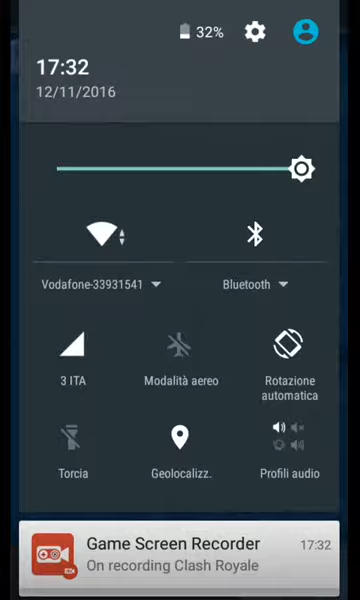 32%
17:32
12/11/2016
Vodafone-33931541
Bluetooth
3 ITA
Modalità aereo
Rotazione
automatica
Torcia
Geolocalizz.
Profili audio
Game Screen Recorder 17:32
On recording Clash Royale